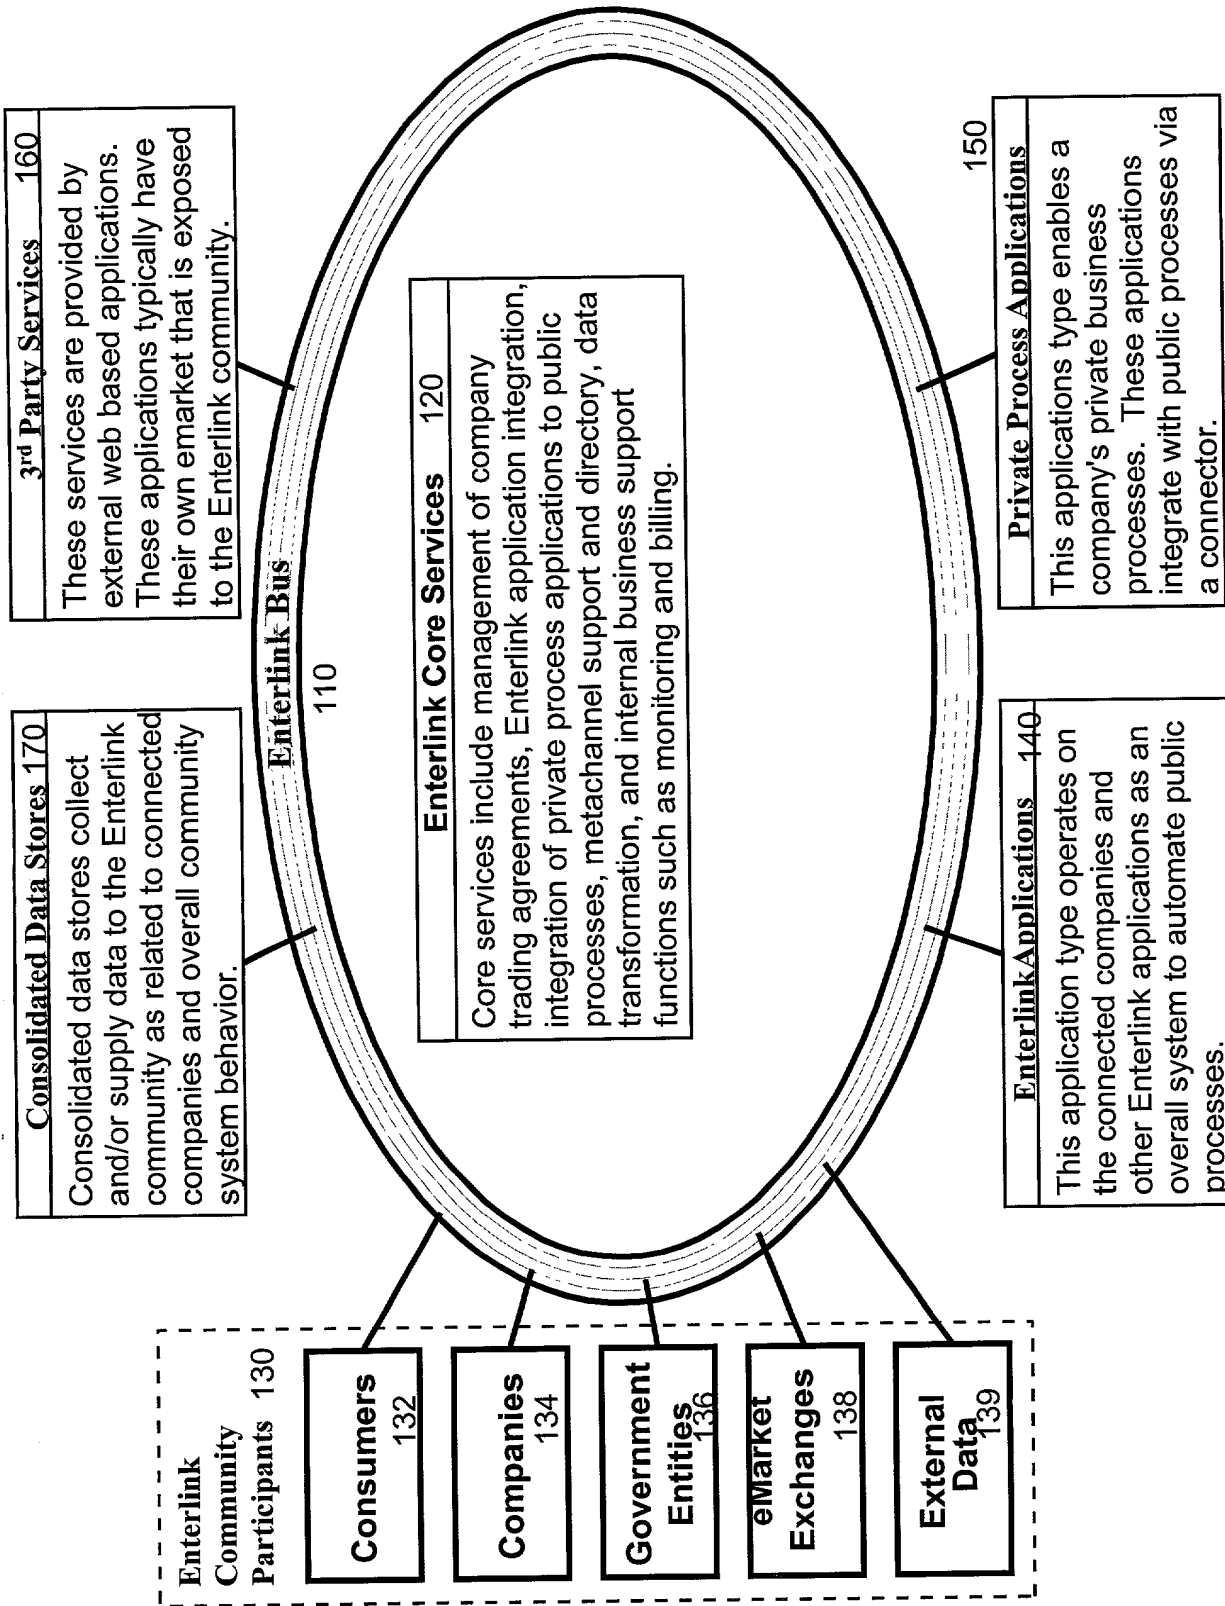 Consolidated Data Stores 170
Consolidated data stores collect
and/or supply data to the Enterlink
community as related to connected
companies and overall community
system behavior.
3rd Party Services 160
These services are provided by
external web based applications.
These applications typically have
their own emarket that is exposed
to the Enterlink community.
Enterlink Bus
110
Enterlink Core Services 120
Core services include management of company
trading agreements, Enterlink application integration,
integration of private process applications to public
processes, metachannel support and directory, data
transformation, and internal business support
functions such as monitoring and billing.
Enterlink
Community
Participants 130
Consumers
132
Companies
134
Government
Entities
136
eMarket
Exchanges
138
External
Data
139
EnterlinkApplications 140
This application type operates on
the connected companies and
other Enterlink applications as an
overall system to automate public
processes.
150
Private Process Applications
This applications type enables a
company's private business
processes. These applications
integrate with public processes via
a connector.